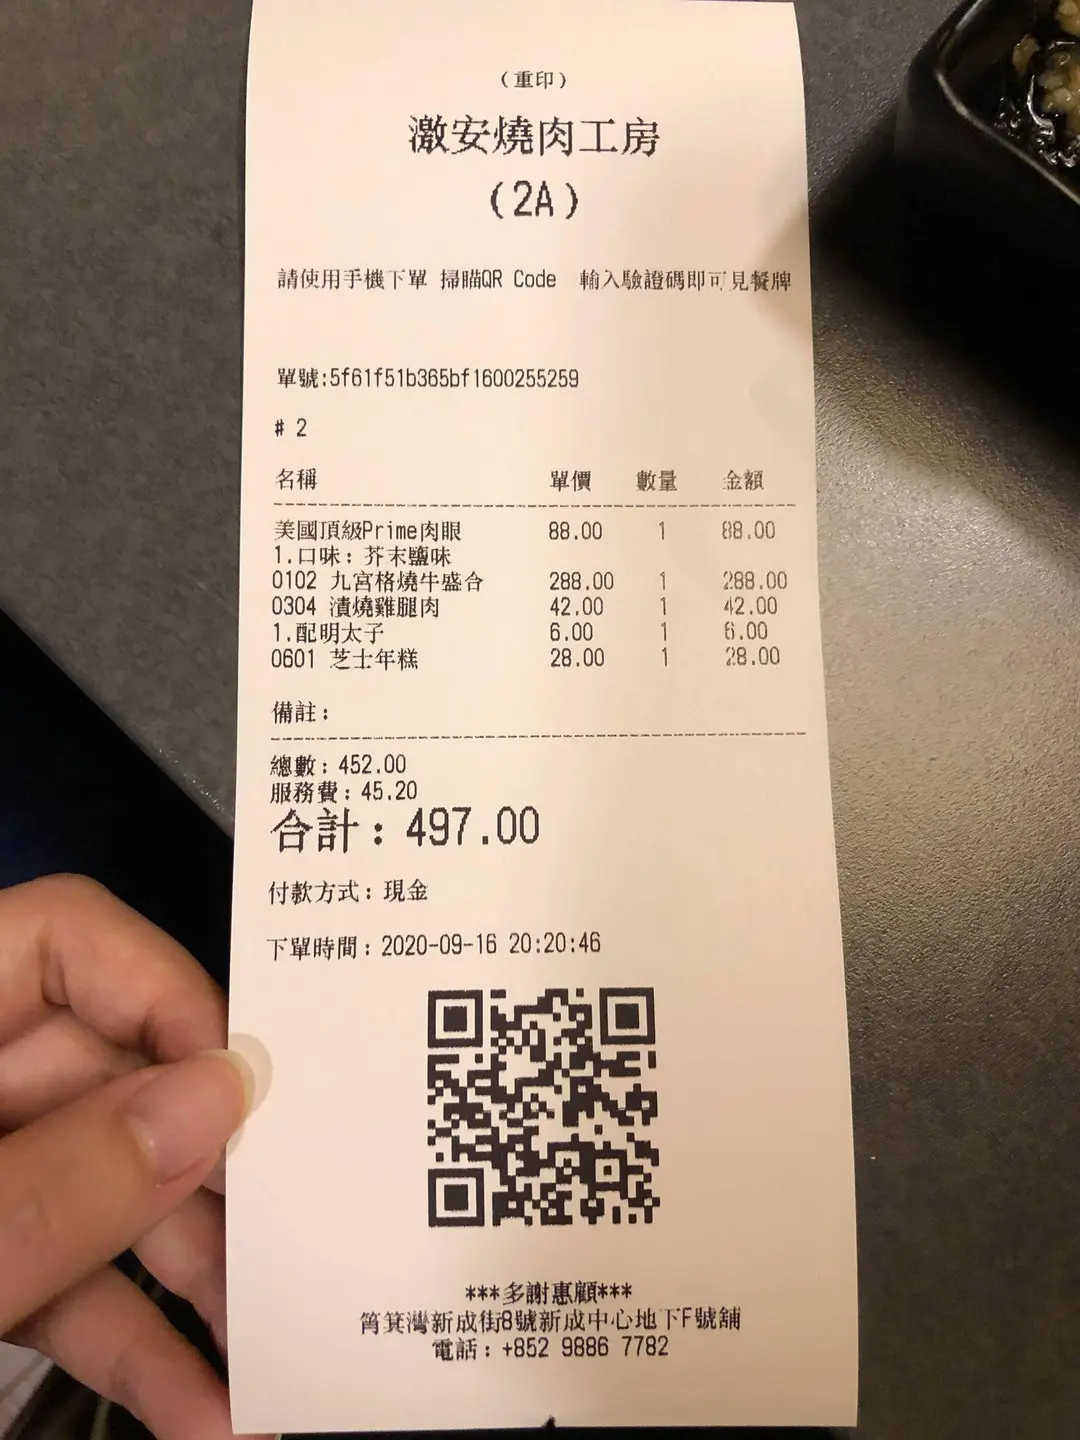 （重印）
激安燒肉工房
(2A)
請使用手機下單 掃瞄QR Code 輸入驗證碼即可見餐牌
單號:5f61f51b365bf1600255259
# 2
名稱 單價 數量 金額
美國頂級Prime肉眼 88.00 1 88.00
1.口味: 芥末鹽味
0102 九宮格燒牛盛合 288.00 1 288.00
0304 漬燒雞腿肉 42.00 1 42.00
1.配明太子 6.00 1 6.00
0601 芝士年糕 28.00 1 28.00
備註:
總數: 452.00
服務費: 45.20
合計: 497.00
付款方式: 現金
下單時間: 2020-09-16 20:20:46
***多謝惠顧***
筲箕灣新成街8號新成中心地下F號舖
電話: +852 9886 7782